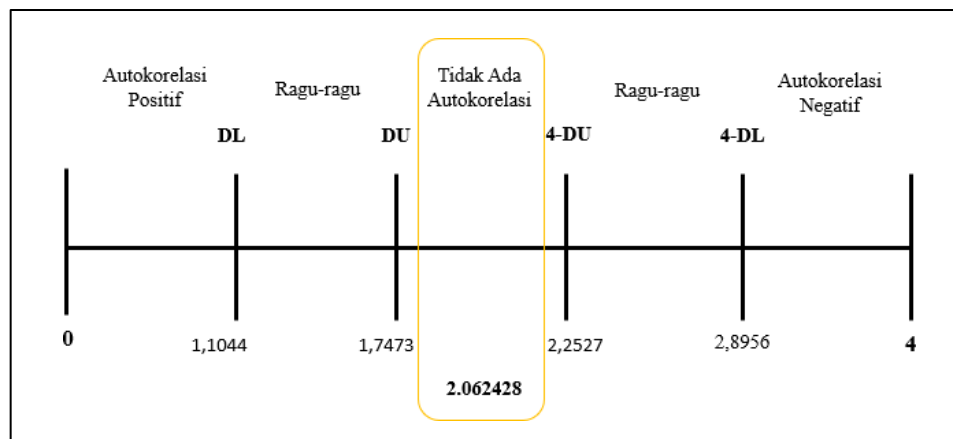 Autokorelasi
Positif
Ragu-ragu
Tidak Ada
Autokorelasi
Ragu-ragu
Autokorelasi
Negatif
DL
DU
4-DU
4-DL
0
1,1044
1,7473
2,2527
2,8956
4
2.062428